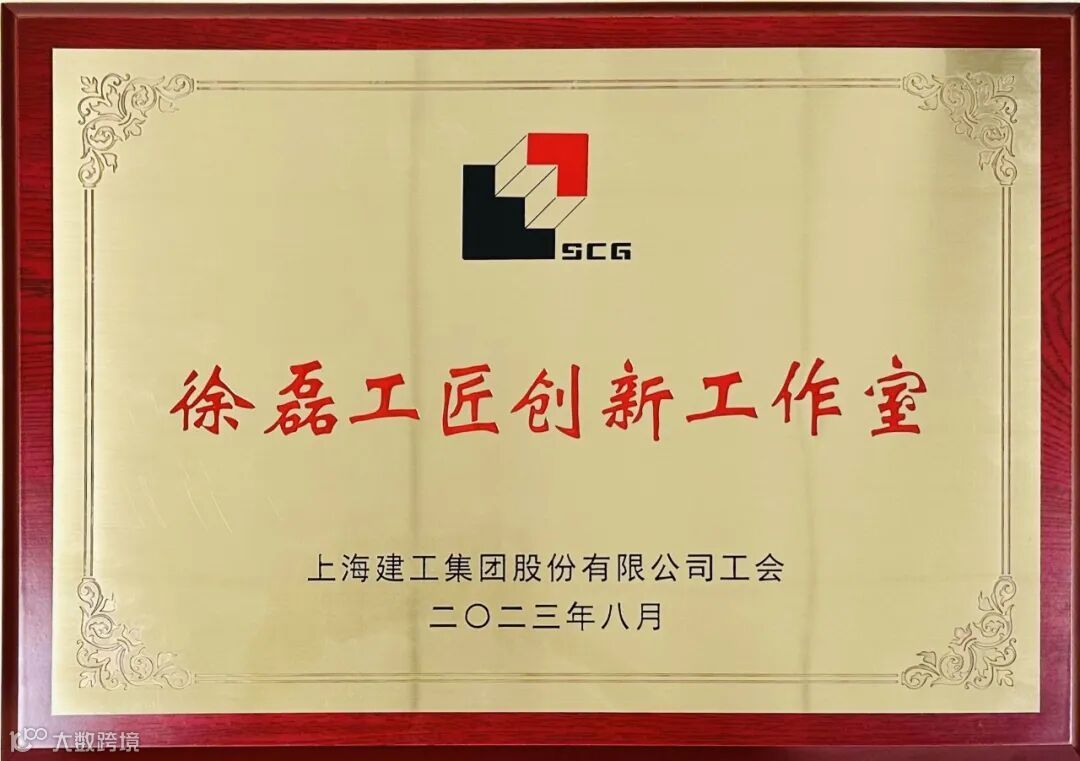 SCG
徐磊工匠创新工作室
上海建工集团股份有限公司工会
二〇二三年八月
大数跨境